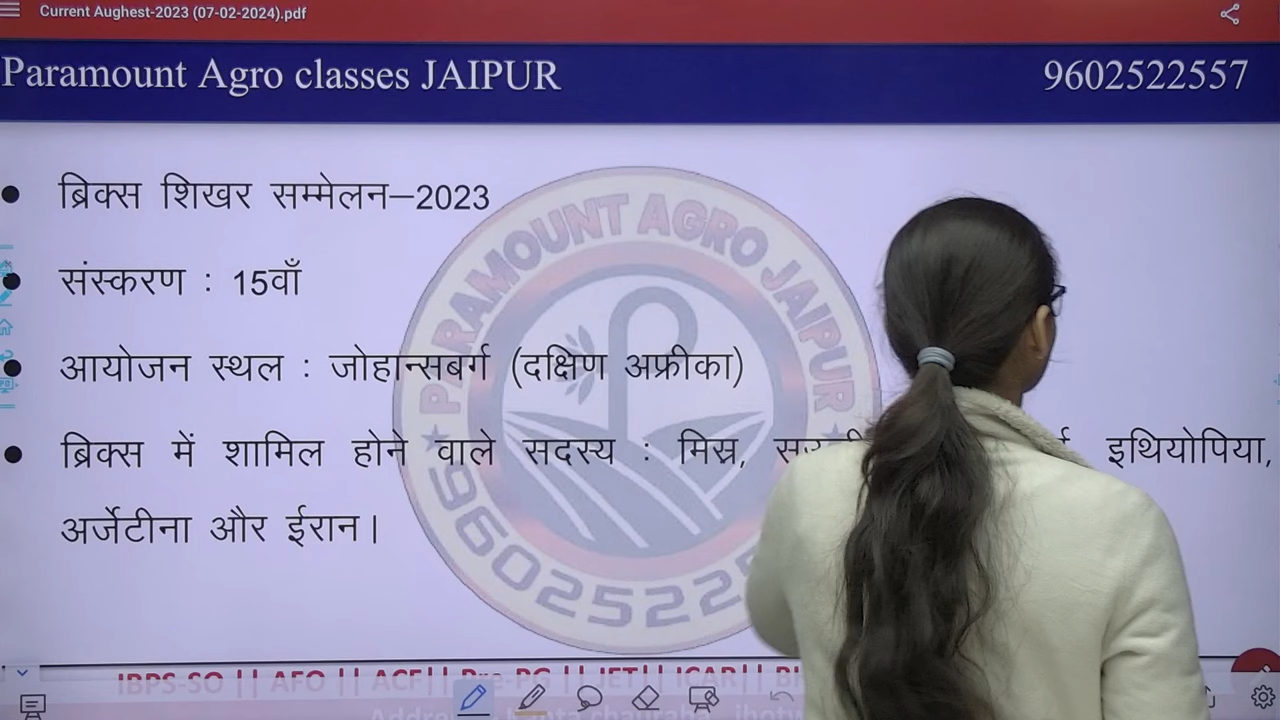 Current Aughest-2023 (07-02-2024).pdf
Paramount Agro classes JAIPUR 9602522557
ब्रिक्स शिखर सम्मेलन–2023
संस्करण : 15वाँ
आयोजन स्थल : जोहान्सबर्ग (दक्षिण अफ्रीका)
ब्रिक्स में शामिल होने वाले सदस्य : मिस्र, इथियोपिया,
अर्जेटीना और ईरान।
PARAMOUNT AGRO JAIPUR
IBPS-SO || AFO || ACF || Pre-PG || JET || ICAR ||